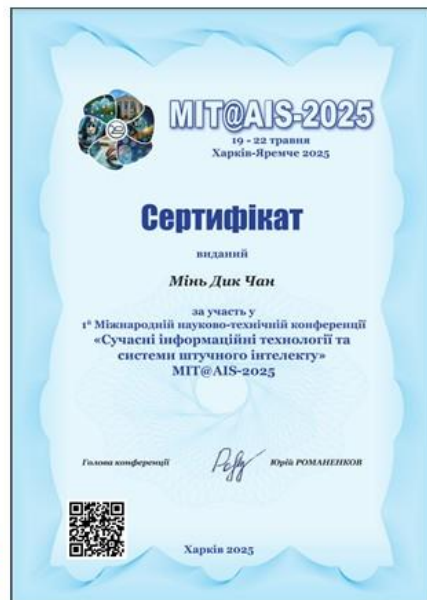 MIT@AIS-2025
19 - 22 травня
Харків-Яремче 2025
Сертифікат
виданий
Мінь Дик Чан
за участь у
1й Міжнародній науково-технічній конференції
«Сучасні інформаційні технології та
системи штучного інтелекту»
MIT@AIS-2025
Голова конференції
Юрій РОМАНЕНКОВ
Харків 2025